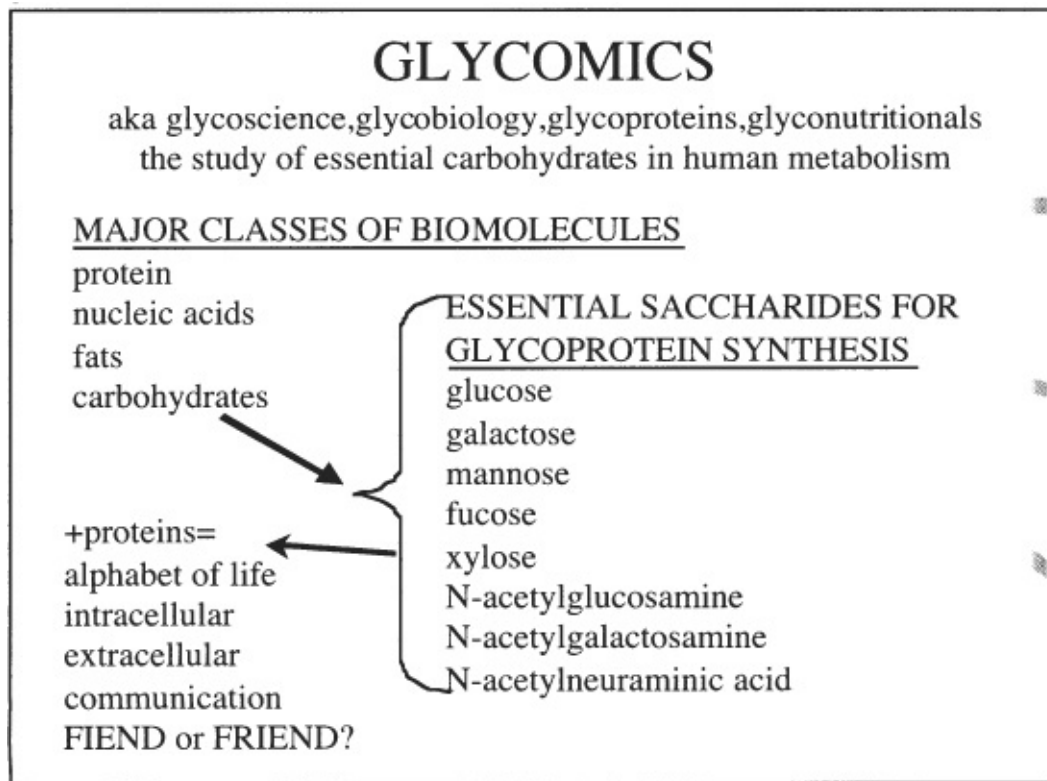 GLYCOMICS
aka glycoscience,glycobiology,glycoproteins,glyconutritionals
the study of essential carbohydrates in human metabolism
MAJOR CLASSES OF BIOMOLECULES
protein
nucleic acids
fats
carbohydrates
ESSENTIAL SACCHARIDES FOR
GLYCOPROTEIN SYNTHESIS
glucose
galactose
mannose
fucose
xylose
N-acetylglucosamine
N-acetylgalactosamine
N-acetylneuraminic acid
+proteins=
alphabet of life
intracellular
extracellular
communication
FIEND or FRIEND?